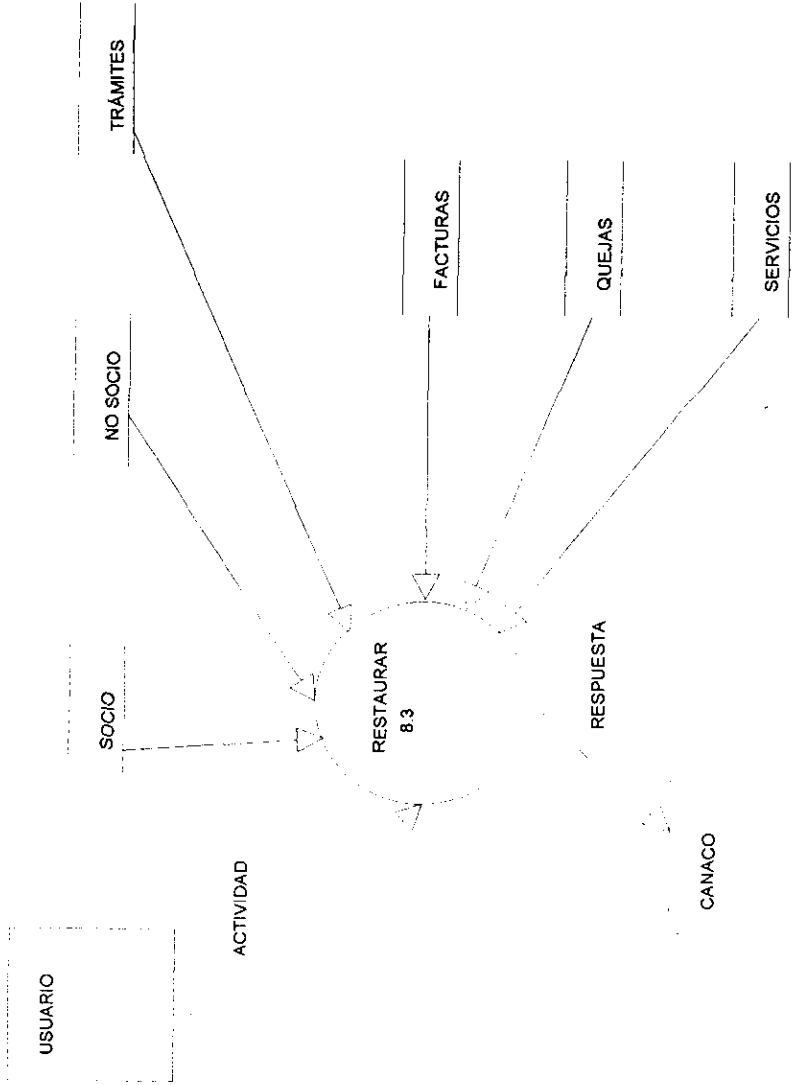 USUARIO
ACTIVIDAD
SOCIO
NO SOCIO
TRÁMITES
RESTAURAR
8.3
FACTURAS
QUEJAS
SERVICIOS
RESPUESTA
CANACO